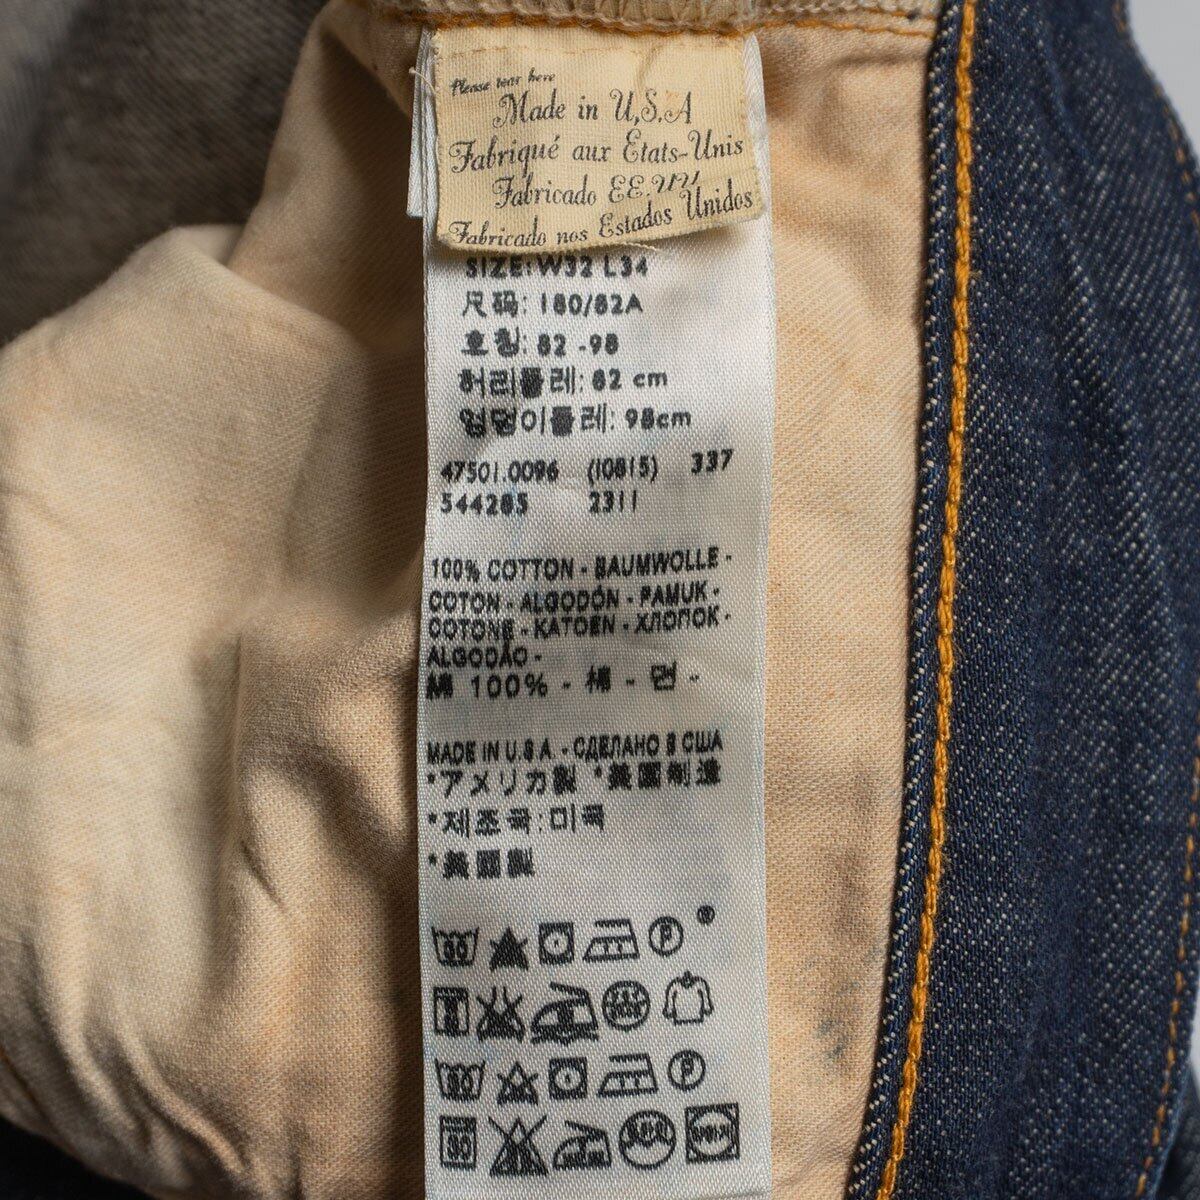 Please tear here
Made in U.S.A
Fabriqué aux Etats-Unis
Fabricado EE.UU
Fabricado nos Estados Unidos
SIZE: W32 L34
尺码: 180/82A
호칭: 82 -98
허리둘레: 82 cm
엉덩이둘레: 98cm
47501.0096 (10815) 337
544285 2311
100% COTTON - BAUMWOLLE -
COTON - ALGODÓN - PAMUK -
COTONE - KATOEN - ХЛОПОК -
ALGODÃO -
綿 100% - 棉 - 면 -
MADE IN U.S.A - СДЕЛАНО В США
*アメリカ製 *美國制造
*제조국: 미국
*美國製